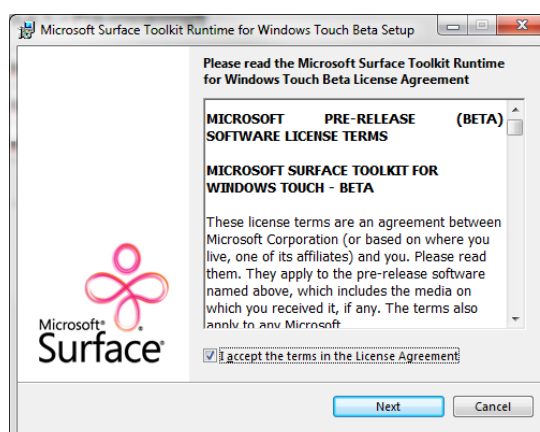 Microsoft Surface Toolkit Runtime for Windows Touch Beta Setup
Please read the Microsoft Surface Toolkit Runtime
for Windows Touch Beta License Agreement
MICROSOFT PRE-RELEASE (BETA)
SOFTWARE LICENSE TERMS
MICROSOFT SURFACE TOOLKIT FOR
WINDOWS TOUCH - BETA
These license terms are an agreement between
Microsoft Corporation (or based on where you
live, one of its affiliates) and you. Please read
them. They apply to the pre-release software
named above, which includes the media on
which you received it, if any. The terms also
apply to any Microsoft
Microsoft®
Surface®
I accept the terms in the License Agreement
Next Cancel